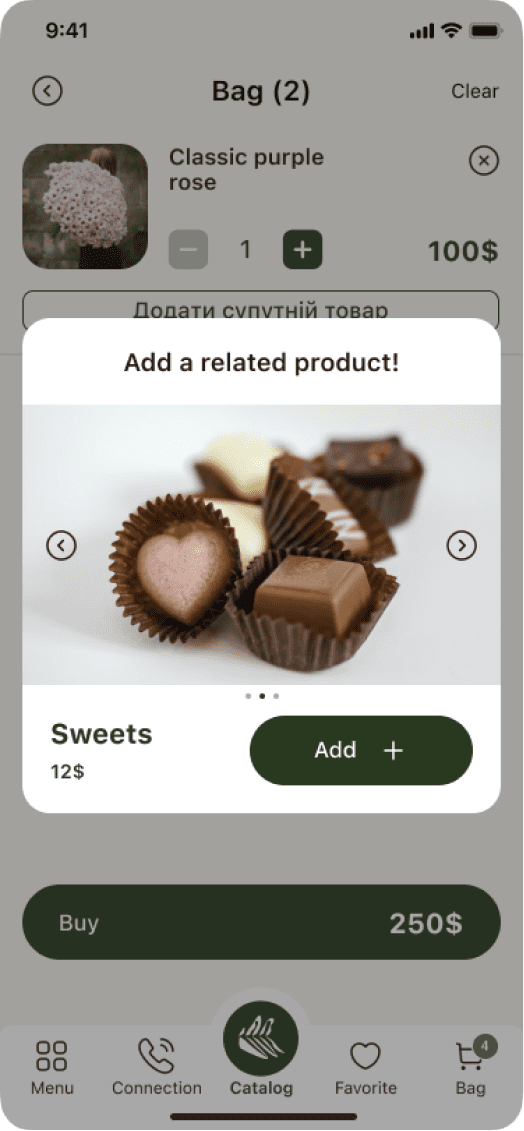 9:41
Bag (2)
Clear
Classic purple
rose
1
100$
Додати супутній товар
Add a related product!
Sweets
12$
Add
Buy
250$
4
Menu
Connection
Catalog
Favorite
Bag